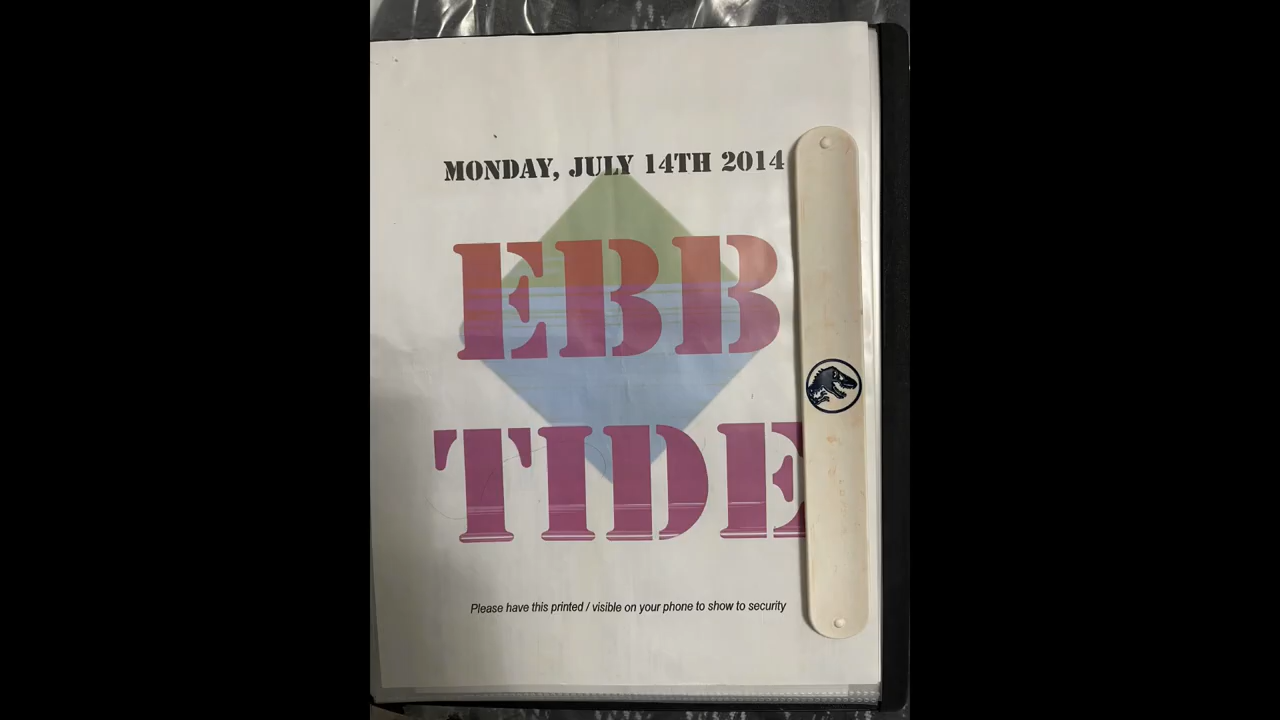 MONDAY, JULY 14TH 2014
EBB
TIDE
Please have this printed / visible on your phone to show to security